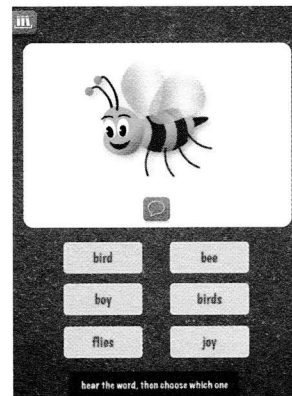 bird bee
boy birds
flies joy
hear the word, then choose which one